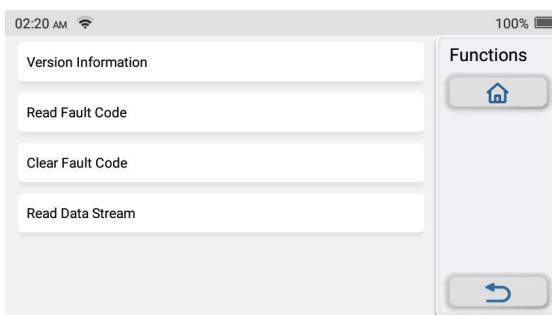 02:20 AM
100%
Version Information
Read Fault Code
Clear Fault Code
Read Data Stream
Functions